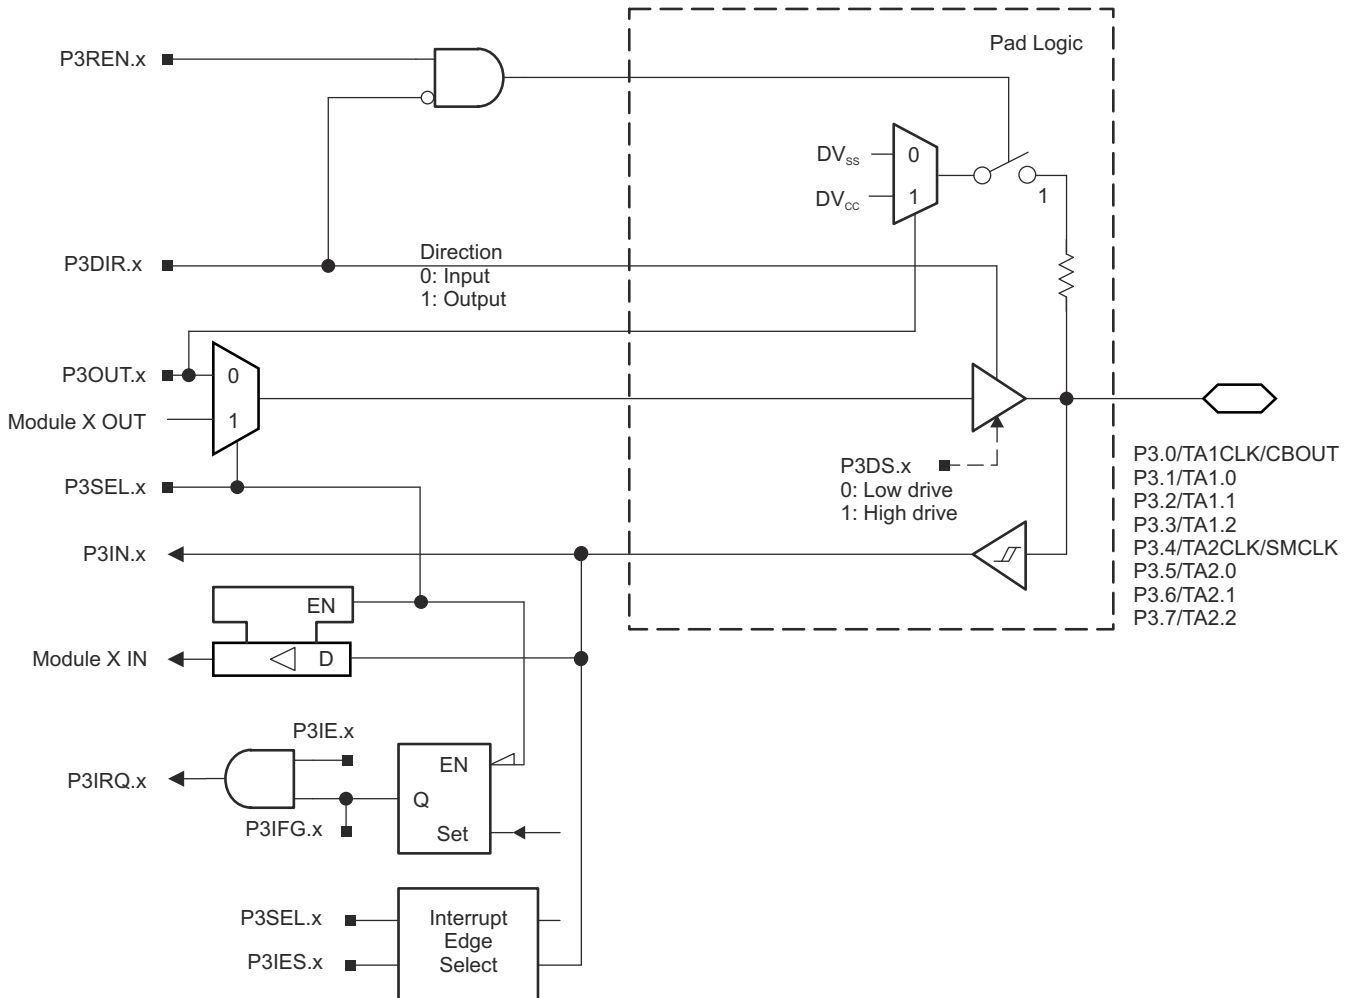 Pad Logic
P3REN.x
DVSS
0
DVCC
1
1
P3DIR.x
Direction
0: Input
1: Output
P3OUT.x
0
Module X OUT
1
P3SEL.x
P3DS.x
0: Low drive
1: High drive
P3.0/TA1CLK/CBOUT
P3.1/TA1.0
P3.2/TA1.1
P3.3/TA1.2
P3.4/TA2CLK/SMCLK
P3.5/TA2.0
P3.6/TA2.1
P3.7/TA2.2
P3IN.x
EN
Module X IN
D
P3IE.x
P3IRQ.x
EN
Q
P3IFG.x
Set
P3SEL.x
P3IES.x
Interrupt
Edge
Select